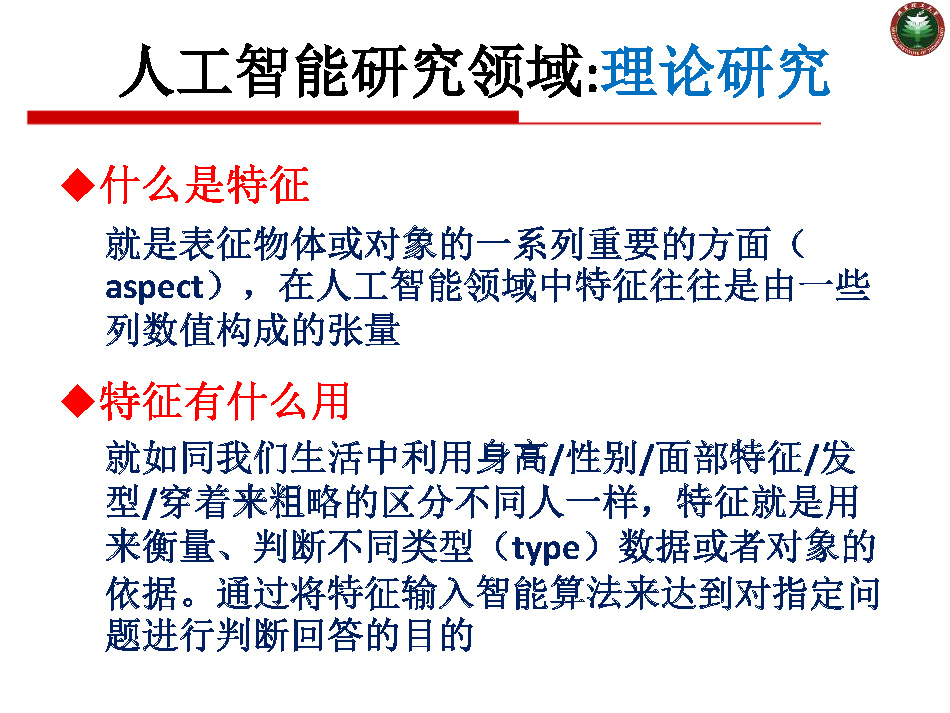 人工智能研究领域:理论研究
什么是特征
就是表征物体或对象的一系列重要的方面（
aspect），在人工智能领域中特征往往是由一些
列数值构成的张量
特征有什么用
就如同我们生活中利用身高/性别/面部特征/发
型/穿着来粗略的区分不同人一样，特征就是用
来衡量、判断不同类型（type）数据或者对象的
依据。通过将特征输入智能算法来达到对指定问
题进行判断回答的目的